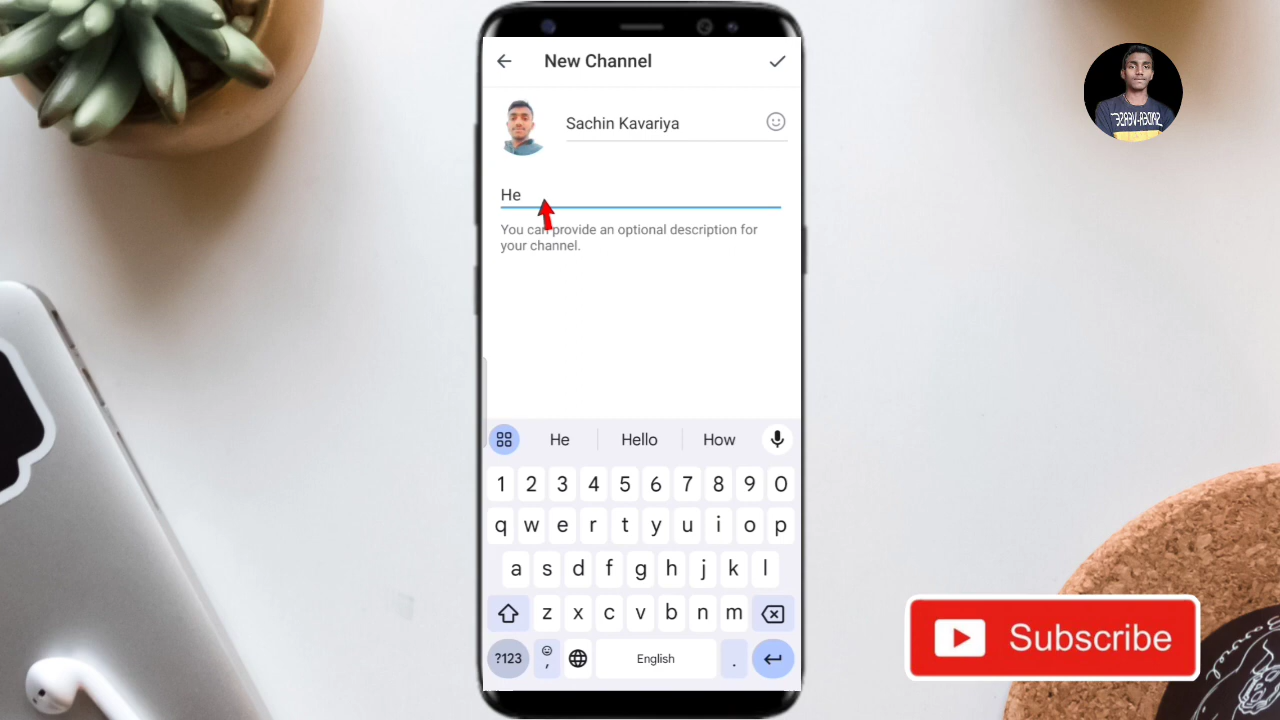 New Channel
Sachin Kavariya
He
You can provide an optional description for
your channel.
He Hello How
1 2 3 4 5 6 7 8 9 0
q w e r t y u i o p
a s d f g h j k l
z x c v b n m
?123 , English .
Subscribe